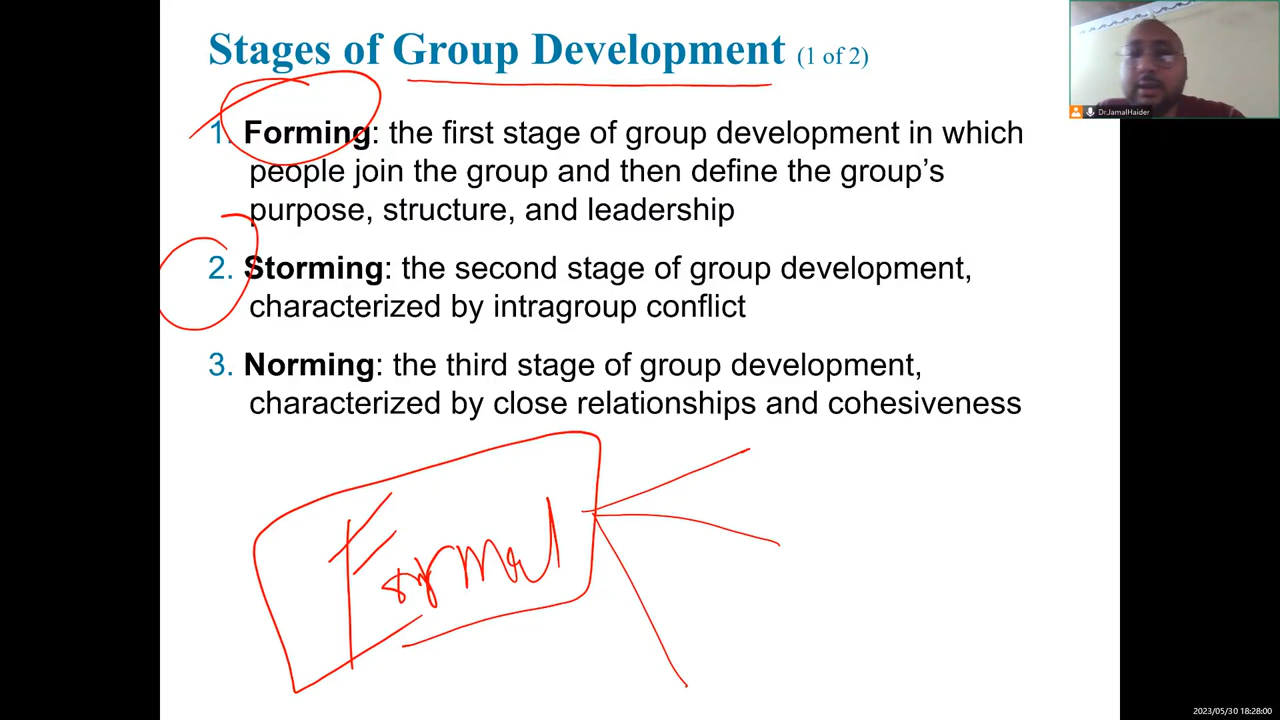 Stages of Group Development (1 of 2)
1. Forming: the first stage of group development in which
people join the group and then define the group's
purpose, structure, and leadership
2. Storming: the second stage of group development,
characterized by intragroup conflict
3. Norming: the third stage of group development,
characterized by close relationships and cohesiveness
Formal
Dr.JamalHaider
2023/05/30 18:28:00